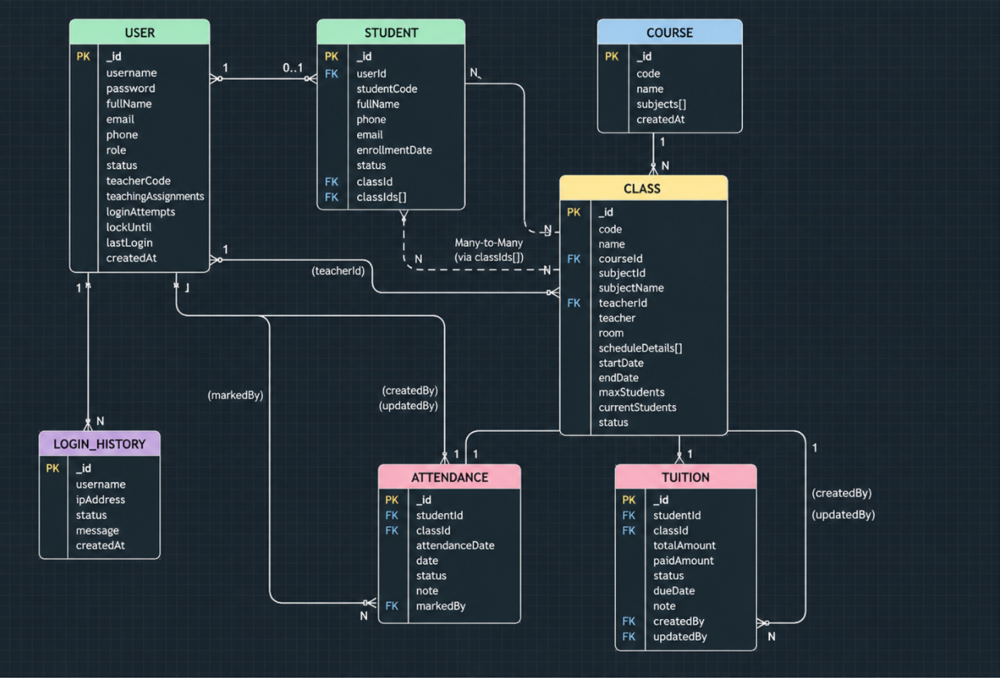 USER
PK _id
username
password
fullName
email
phone
role
status
teacherCode
teachingAssignments
loginAttempts
lockUntil
lastLogin
createdAt
1
0..1
STUDENT
PK _id
FK userId
studentCode
fullName
phone
email
enrollmentDate
status
FK classId
FK classIds[]
N
N
COURSE
PK _id
code
name
subjects[]
createdAt
1
N
CLASS
PK _id
code
name
FK courseId
subjectId
subjectName
FK teacherId
teacher
room
scheduleDetails[]
startDate
endDate
maxStudents
currentStudents
status
Many-to-Many
(via classIds[])
N
N
1
(teacherId)
1
1
N
(markedBy)
(createdBy)
(updatedBy)
LOGIN_HISTORY
PK _id
username
ipAddress
status
message
createdAt
1
1
ATTENDANCE
PK _id
FK studentId
FK classId
attendanceDate
date
status
note
FK markedBy
N
1
TUITION
PK _id
FK studentId
FK classId
totalAmount
paidAmount
status
dueDate
note
FK createdBy
FK updatedBy
1
(createdBy)
(updatedBy)
N